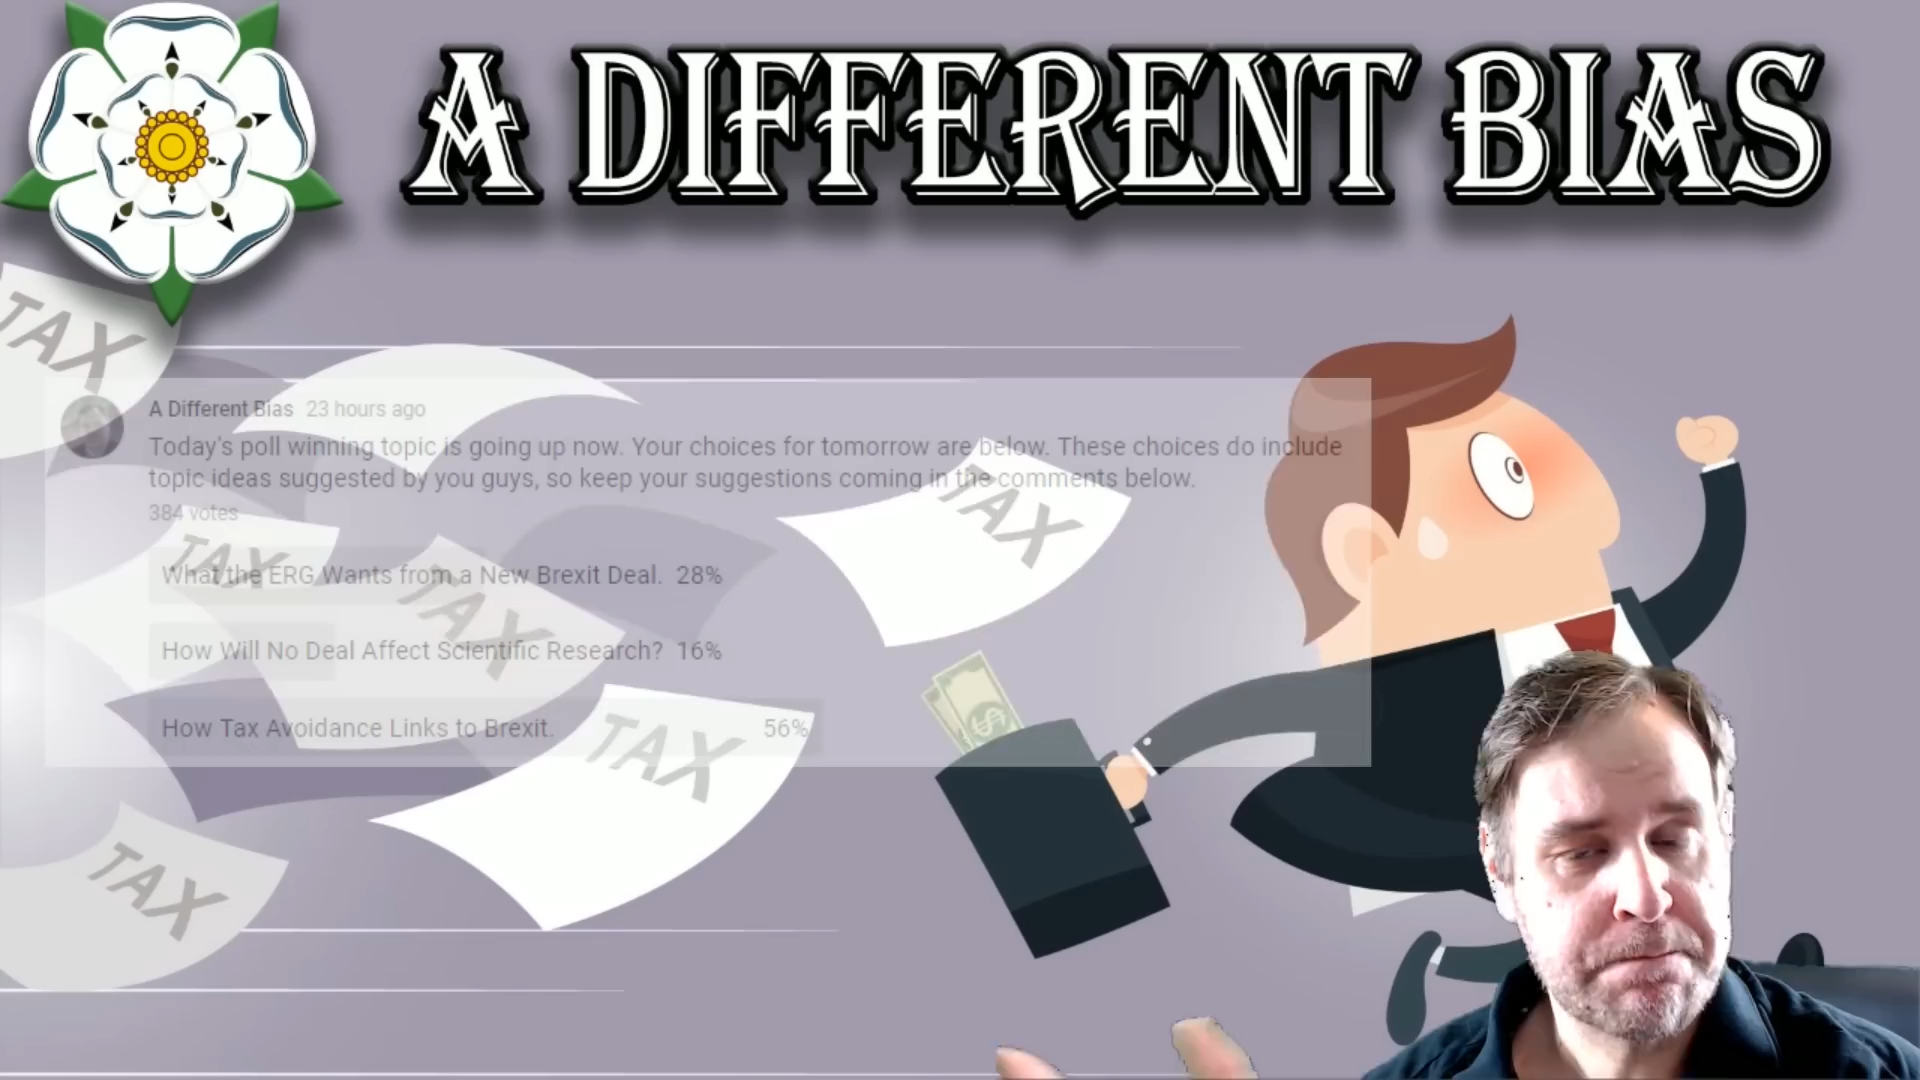 A DIFFERENT BIAS
TAX
A Different Bias 23 hours ago
Today's poll winning topic is going up now. Your choices for tomorrow are below. These choices do include
topic ideas suggested by you guys, so keep your suggestions coming in the comments below.
384 votes
TAX
TAX
What the ERG Wants from a New Brexit Deal. 28%
TAX
How Will No Deal Affect Scientific Research? 16%
How Tax Avoidance Links to Brexit. 56%
TAX
TAX